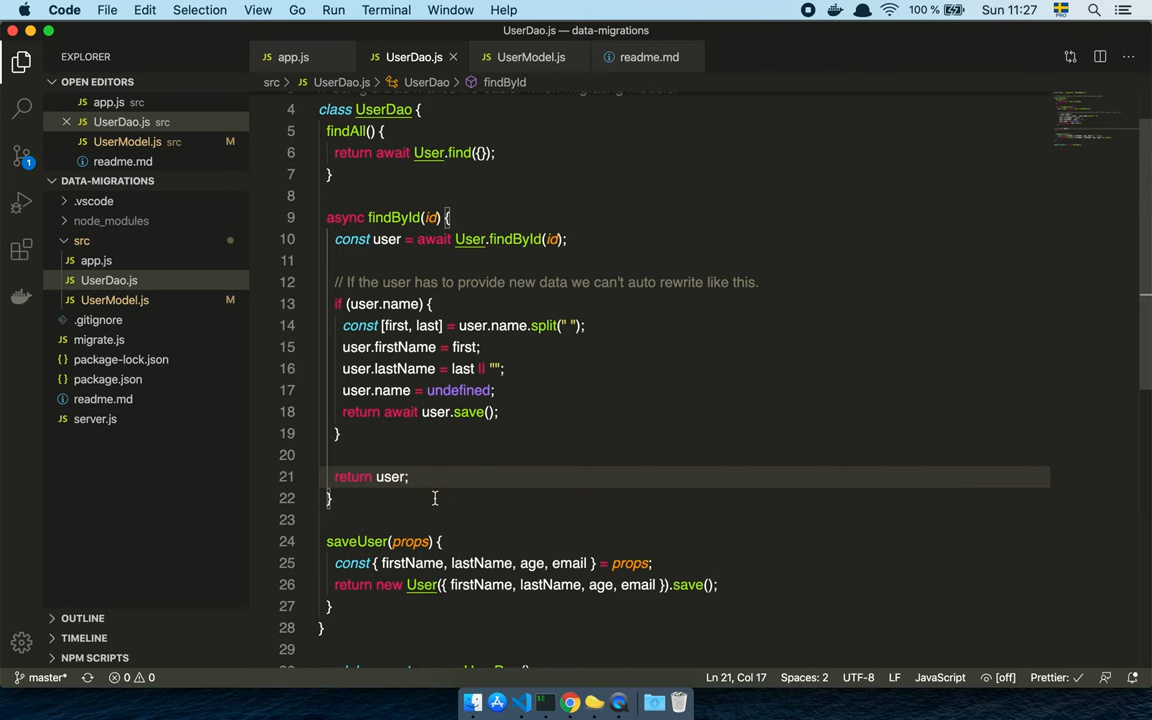 Code File Edit Selection View Go Run Terminal Window Help 100 % PRO Sun 11:27
UserDao.js — data-migrations
EXPLORER
OPEN EDITORS
JS app.js src
JS UserDao.js src
JS UserModel.js src M
readme.md
DATA-MIGRATIONS
.vscode
node_modules
src
JS app.js
JS UserDao.js
JS UserModel.js M
.gitignore
JS migrate.js
{ } package-lock.json
{ } package.json
readme.md
JS server.js
OUTLINE
TIMELINE
NPM SCRIPTS
1
JS app.js JS UserDao.js JS UserModel.js readme.md
src > JS UserDao.js > UserDao > findById
4 class UserDao {
5 findAll() {
6 return await User.find({});
7 }
8
9 async findById(id) {
10 const user = await User.findById(id);
11
12 // If the user has to provide new data we can't auto rewrite like this.
13 if (user.name) {
14 const [first, last] = user.name.split(" ");
15 user.firstName = first;
16 user.lastName = last || "";
17 user.name = undefined;
18 return await user.save();
19 }
20
21 return user;
22 }
23
24 saveUser(props) {
25 const { firstName, lastName, age, email } = props;
26 return new User({ firstName, lastName, age, email }).save();
27 }
28 }
29
master* 0 0 Ln 21, Col 17 Spaces: 2 UTF-8 LF JavaScript [off] Prettier: ✓